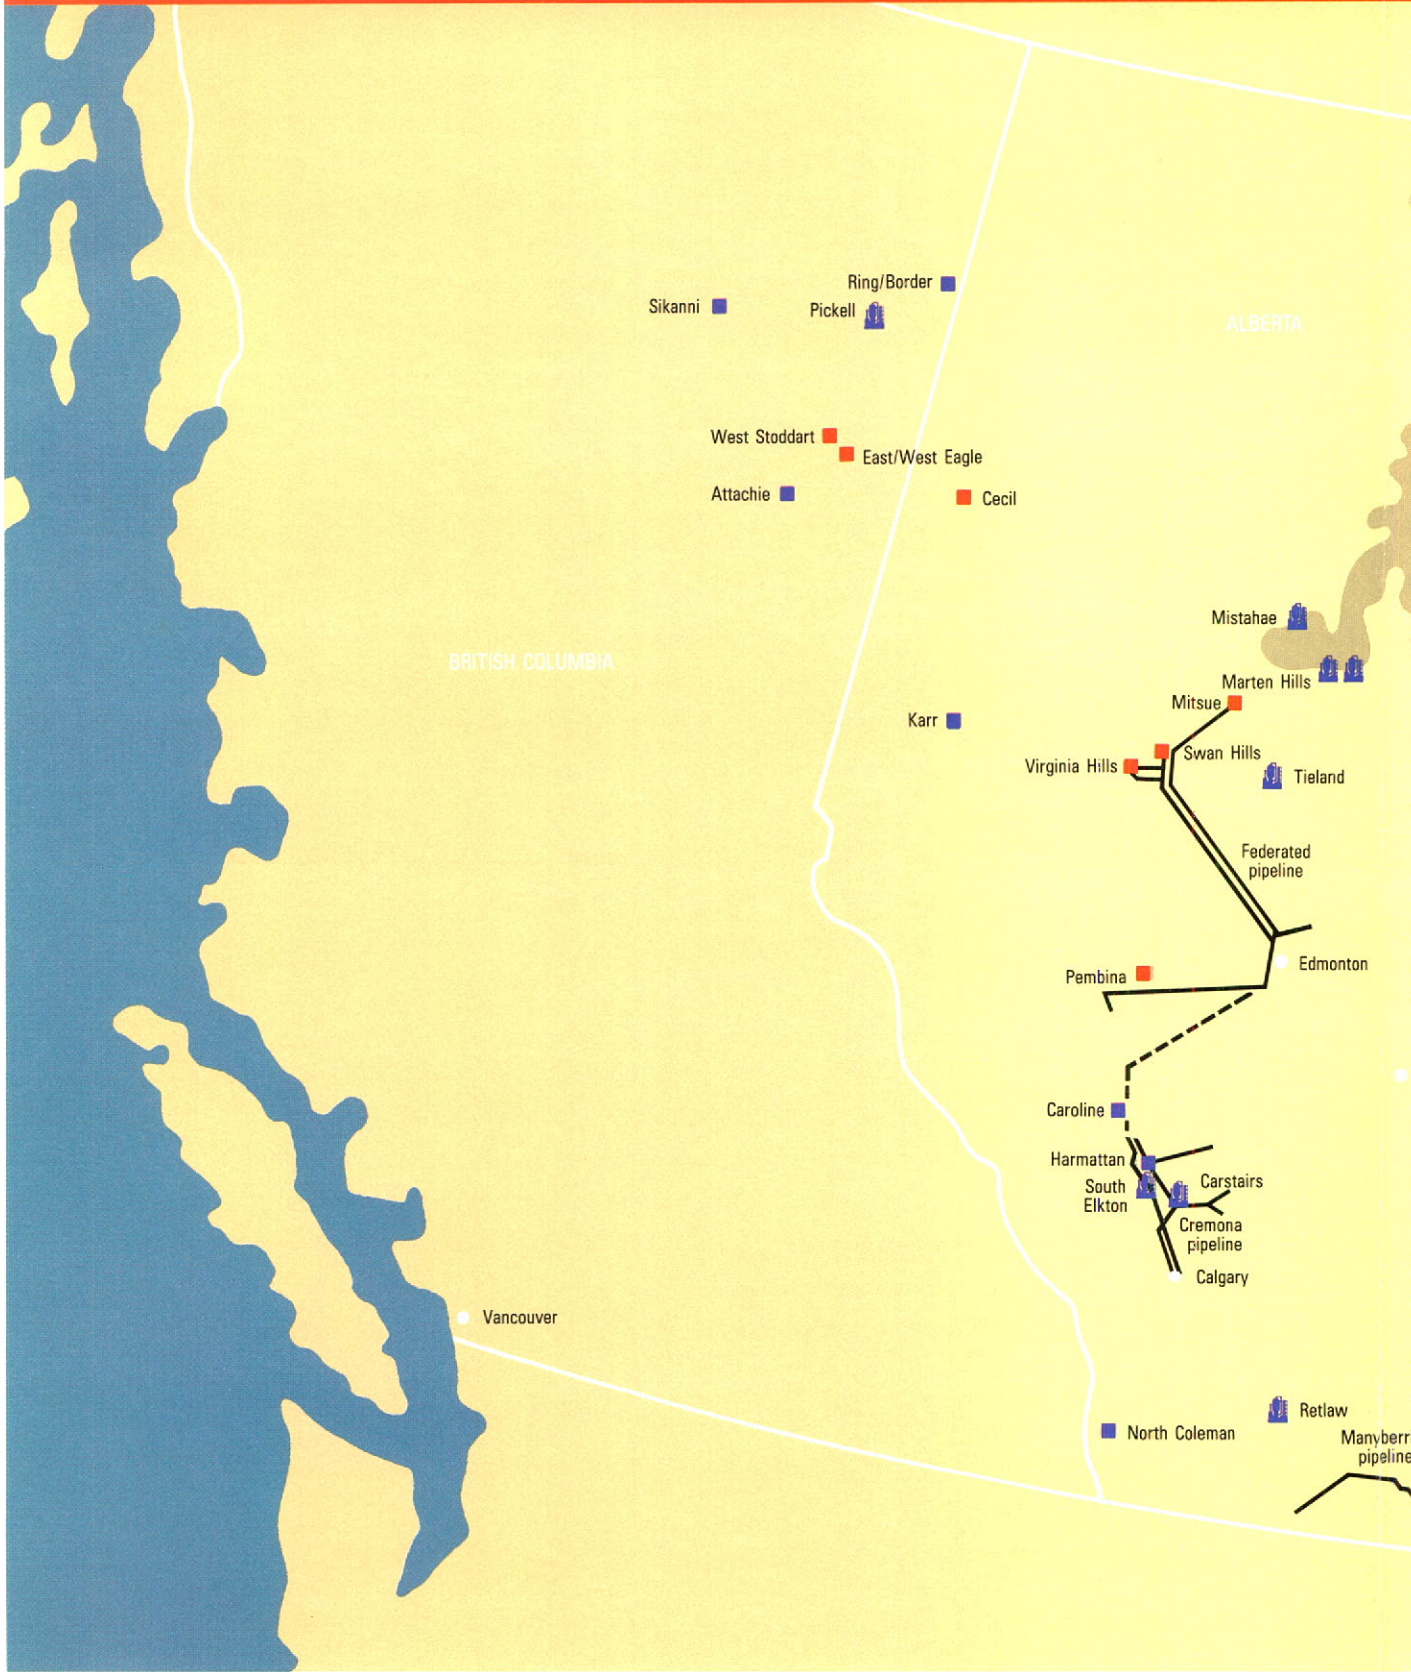 Ring/Border
Sikanni
Pickell
ALBERTA
West Stoddart
East/West Eagle
Attachie
Cecil
Mistahae
BRITISH COLUMBIA
Marten Hills
Mitsue
Karr
Swan Hills
Virginia Hills
Tieland
Federated
pipeline
Edmonton
Pembina
Caroline
Harmattan
Carstairs
South
Elkton
Cremona
pipeline
Calgary
Vancouver
Retlaw
North Coleman
Manyberr
pipeline